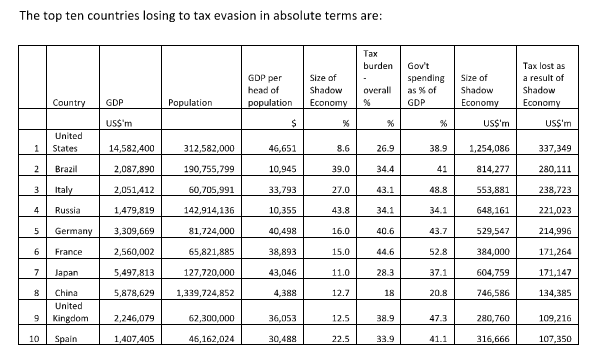 The top ten countries losing to tax evasion in absolute terms are:
Country GDP Population GDP per head of population Size of Shadow Economy Tax burden - overall % Gov't spending as % of GDP Size of Shadow Economy Tax lost as a result of Shadow Economy
US$'m $ % % % US$'m US$'m
1 United States 14,582,400 312,582,000 46,651 8.6 26.9 38.9 1,254,086 337,349
2 Brazil 2,087,890 190,755,799 10,945 39.0 34.4 41 814,277 280,111
3 Italy 2,051,412 60,705,991 33,793 27.0 43.1 48.8 553,881 238,723
4 Russia 1,479,819 142,914,136 10,355 43.8 34.1 34.1 648,161 221,023
5 Germany 3,309,669 81,724,000 40,498 16.0 40.6 43.7 529,547 214,996
6 France 2,560,002 65,821,885 38,893 15.0 44.6 52.8 384,000 171,264
7 Japan 5,497,813 127,720,000 43,046 11.0 28.3 37.1 604,759 171,147
8 China 5,878,629 1,339,724,852 4,388 12.7 18 20.8 746,586 134,385
9 United Kingdom 2,246,079 62,300,000 36,053 12.5 38.9 47.3 280,760 109,216
10 Spain 1,407,405 46,162,024 30,488 22.5 33.9 41.1 316,666 107,350